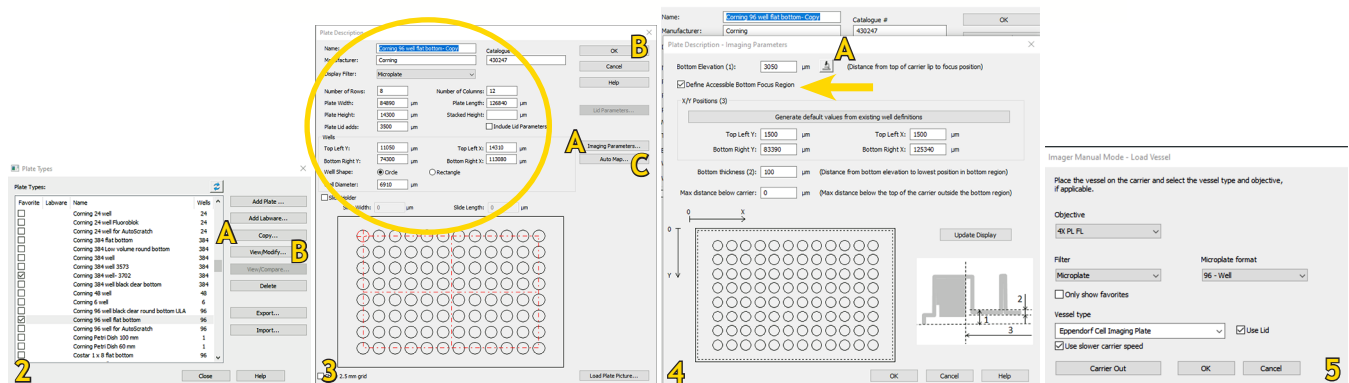 Plate Types
Plate Types:
Favorite Labware Name Wells
Corning 24 well 24
Corning 24 well Fluoroblok 24
Corning 24 well for AutoScratch 24
Corning 384 flat bottom 384
Corning 384 Low volume round bottom 384
Corning 384 well 384
Corning 384 well 3573 384
Corning 384 well- 3702 384
Corning 384 well black clear bottom 384
Corning 48 well 48
Corning 6 well 6
Corning 96 well black clear round bottom ULA 96
Corning 96 well flat bottom 96
Corning 96 well for AutoScratch 96
Corning Petri Dish 100 mm 1
Corning Petri Dish 60 mm 1
Costar 1 x 8 flat bottom 96
Add Plate ...
Add Labware...
A
Copy...
View/Modify...
B
View/Compare...
Delete
Export...
Import...
Close
Help
2
Plate Description
Name: Corning 96 well flat bottom- Copy
Catalogue
Manufacturer: Corning 430247
Display Filter: Microplate
Number of Rows: 8 Number of Columns: 12
Plate Width: 84890 µm Plate Length: 126840 µm
Plate Height: 14300 µm Stacked Height: µm
Plate Lid adds: 3500 µm Include Lid Parameters
Wells
Top Left Y: 11050 µm Top Left X: 14310 µm
Bottom Right Y: 74300 µm Bottom Right X: 113080 µm
Well Shape: Circle Rectangle
Well Diameter: 6910 µm
Slide Holder
Slide Width: 0 µm Slide Length: 0 µm
2.5 mm grid
OK
B
Cancel
Help
Lid Parameters...
A
Imaging Parameters...
Auto Map...
C
Load Plate Picture...
3
Name: Corning 96 well flat bottom- Copy Catalogue #
Manufacturer: Corning 430247
OK
Plate Description - Imaging Parameters
A
Bottom Elevation (1): 3050 µm (Distance from top of carrier lip to focus position)
Define Accessible Bottom Focus Region
X/Y Positions (3)
Generate default values from existing well definitions
Top Left Y: 1500 µm Top Left X: 1500 µm
Bottom Right Y: 83390 µm Bottom Right X: 125340 µm
Bottom thickness (2): 100 µm (Distance from bottom elevation to lowest position in bottom region)
Max distance below carrier: 0 µm (Max distance below the top of the carrier outside the bottom region)
0 X
0
Y
Update Display
2
1
3
OK
Cancel
Help
4
Imager Manual Mode - Load Vessel
Place the vessel on the carrier and select the vessel type and objective,
if applicable.
Objective
4X PL FL
Filter Microplate format
Microplate 96 - Well
Only show favorites
Vessel type
Eppendorf Cell Imaging Plate Use Lid
Use slower carrier speed
Carrier Out
OK
Cancel
5